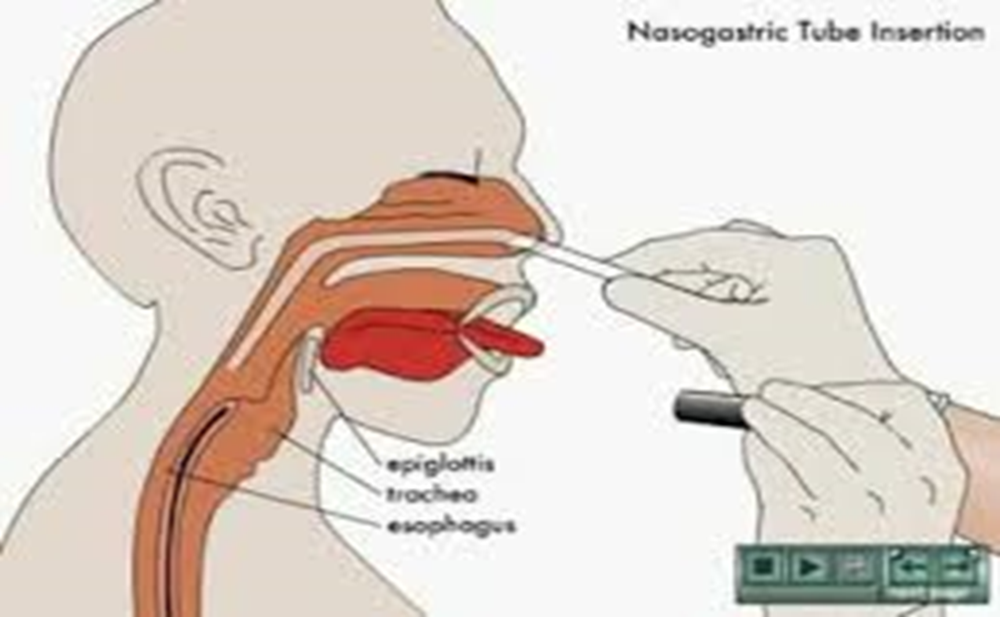 Nasogastric Tube Insertion
epiglottis
trachea
esophagus